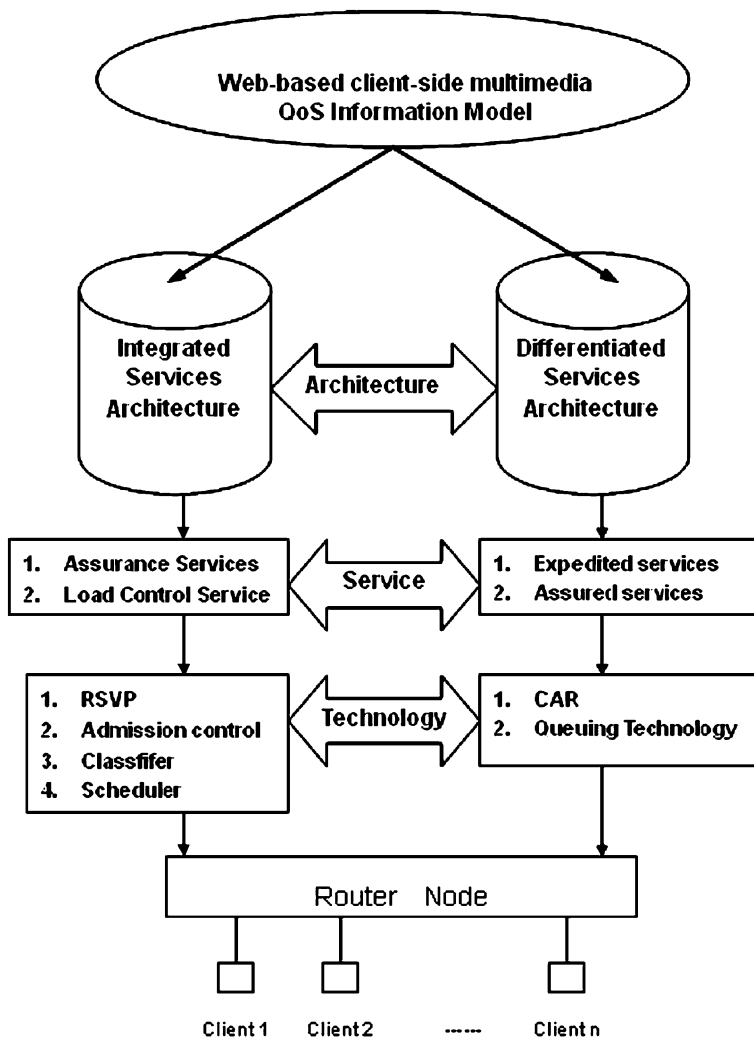 Web-based client-side multimedia
QoS Information Model
Integrated
Services
Architecture
Architecture
Differentiated
Services
Architecture
1. Assurance Services
2. Load Control Service
Service
1. Expedited services
2. Assured services
1. RSVP
2. Admission control
3. Classfifer
4. Scheduler
Technology
1. CAR
2. Queuing Technology
Router Node
Client 1 Client 2 ------ Client n